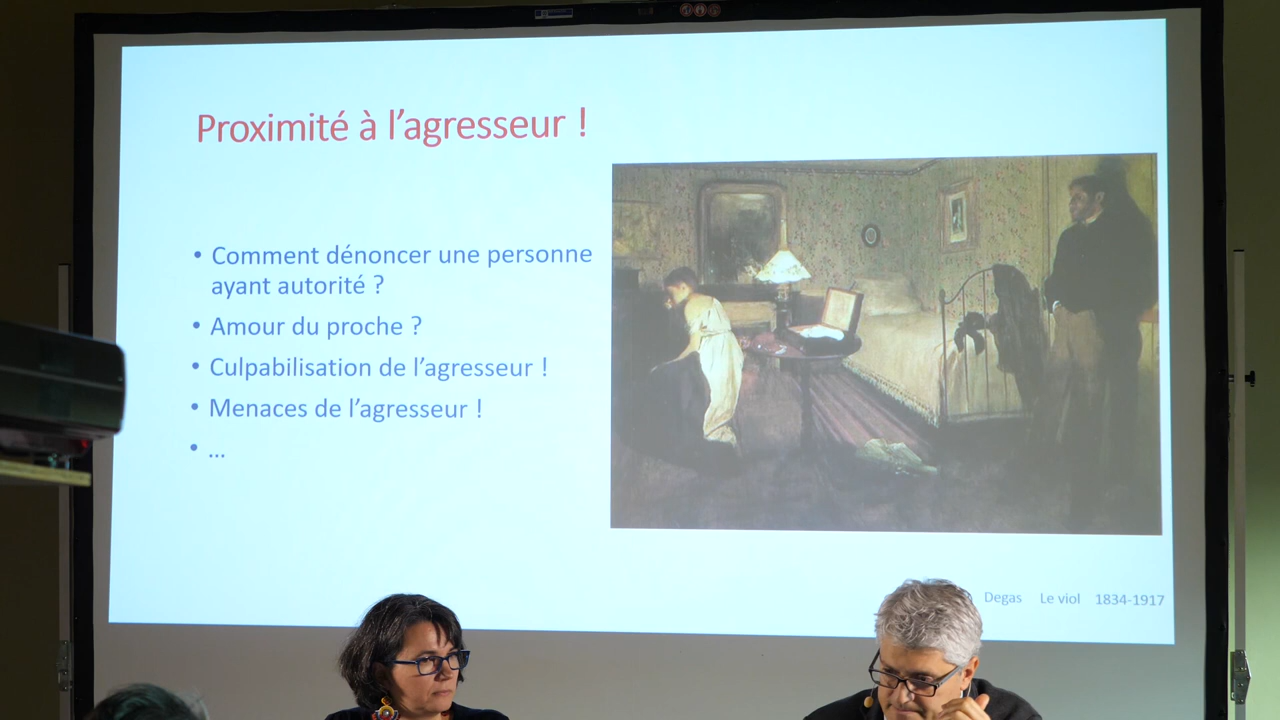 Proximité à l'agresseur !
• Comment dénoncer une personne
ayant autorité ?
• Amour du proche ?
• Culpabilisation de l'agresseur !
• Menaces de l'agresseur !
• ...
Degas Le viol 1834-1917